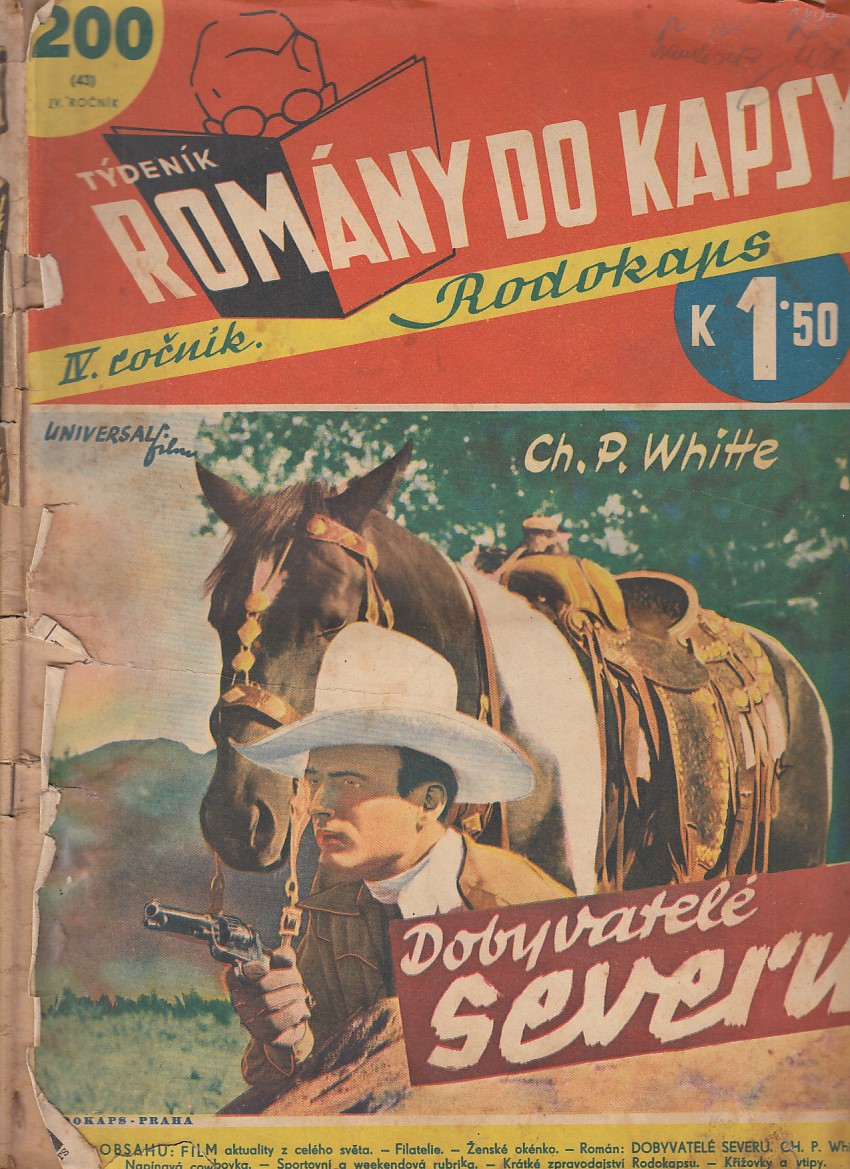 200
(43)
IV. ROČNÍK
TÝDENÍK
ROMÁNY DO KAPSY
Rodokaps
IV. ročník.
K 1·50
UNIVERSAL film
Ch. P. Whitte
Dobyvatelé
severu
OKAPS - PRAHA
OBSAHU: FILM aktuality z celého světa. — Filatelie. — Ženské okénko. — Román: DOBYVATELÉ SEVERU. CH. P. Whi
Napínavá cowbovka. — Sportovní a weekendová rubrika. — Krátké zpravodajství Rodokapsu. — Křížovky a vtipy.